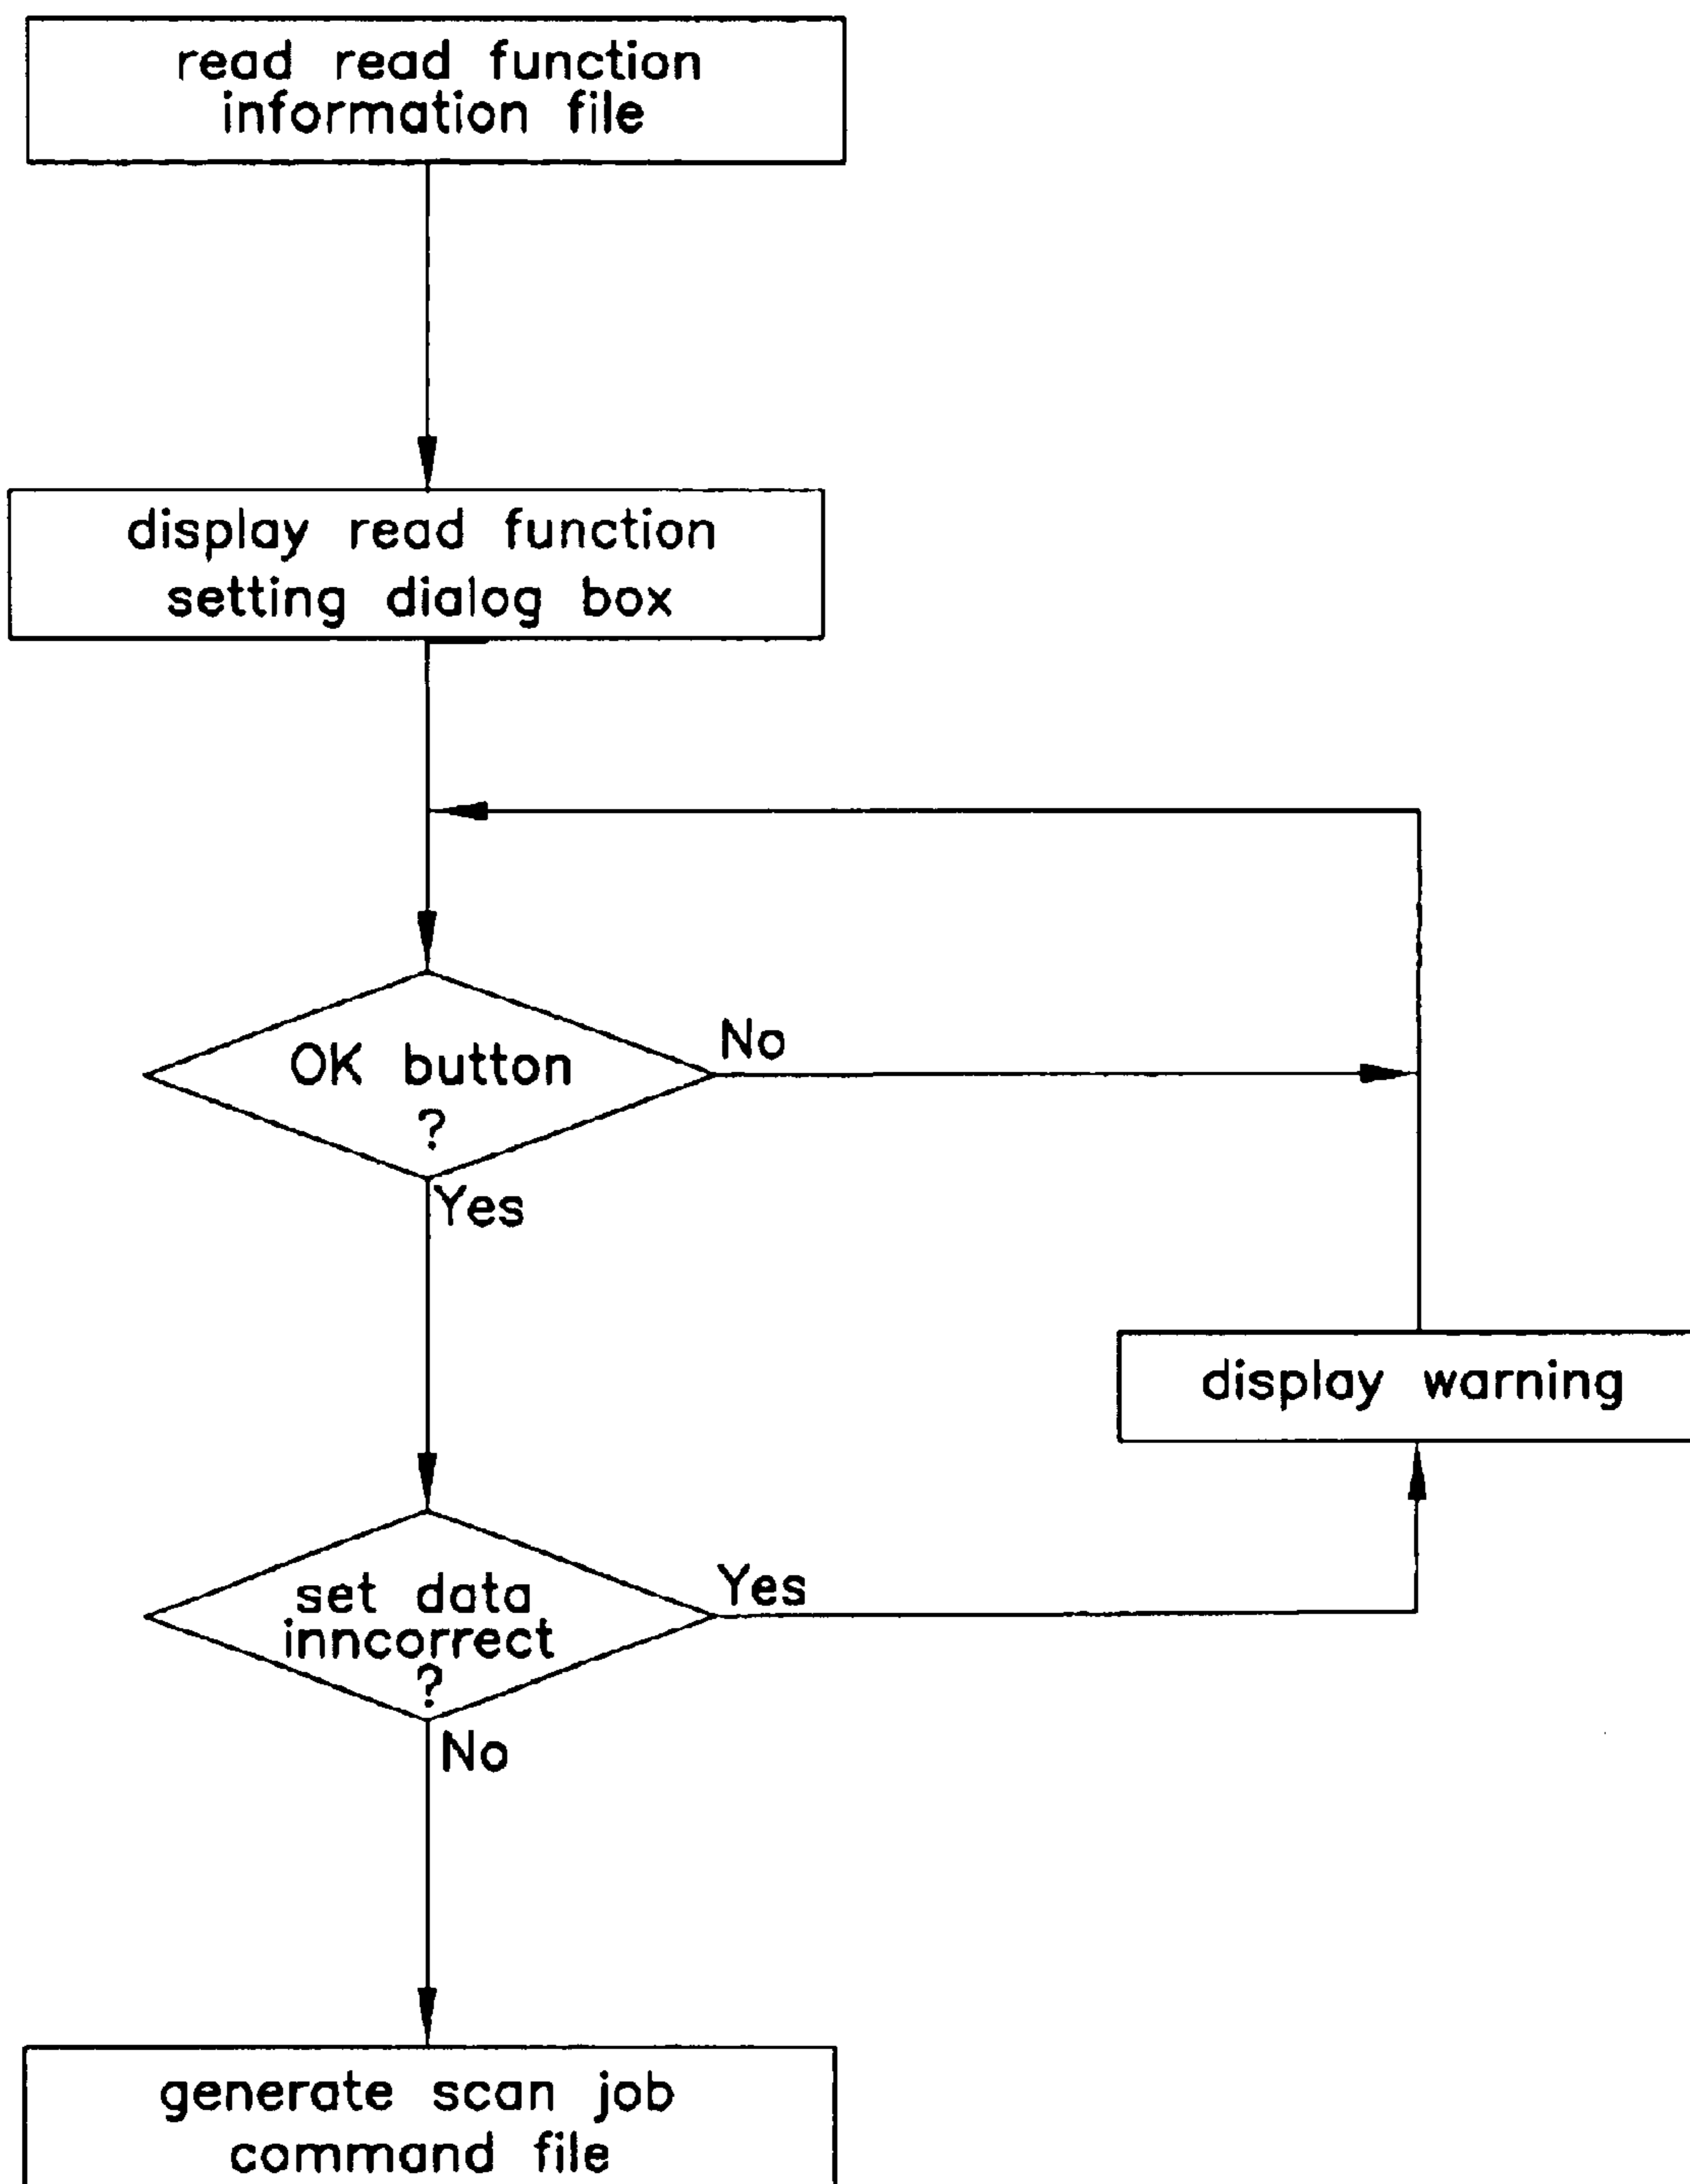 read read function
information file
display read function
setting dialog box
OK button
?
No
Yes
display warning
set data
inncorrect
?
Yes
No
generate scan job
command file